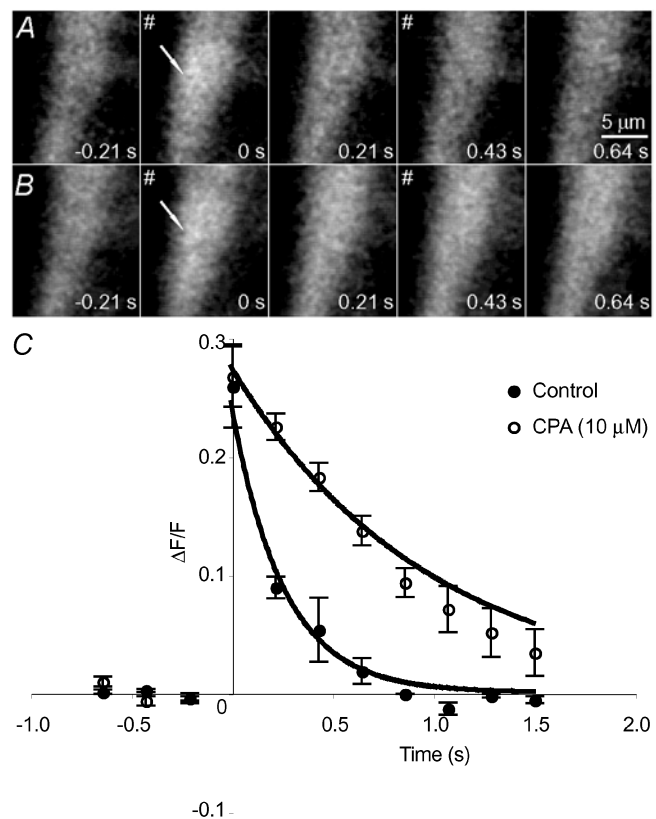 A # #
-0.21 s 0 s 0.21 s 0.43 s 0.64 s
5 µm
B # #
-0.21 s 0 s 0.21 s 0.43 s 0.64 s
C
0.3
Control
CPA (10 µM)
0.2
ΔF/F
0.1
0
-1.0 -0.5 0.5 1.0 1.5 2.0
Time (s)
-0.1